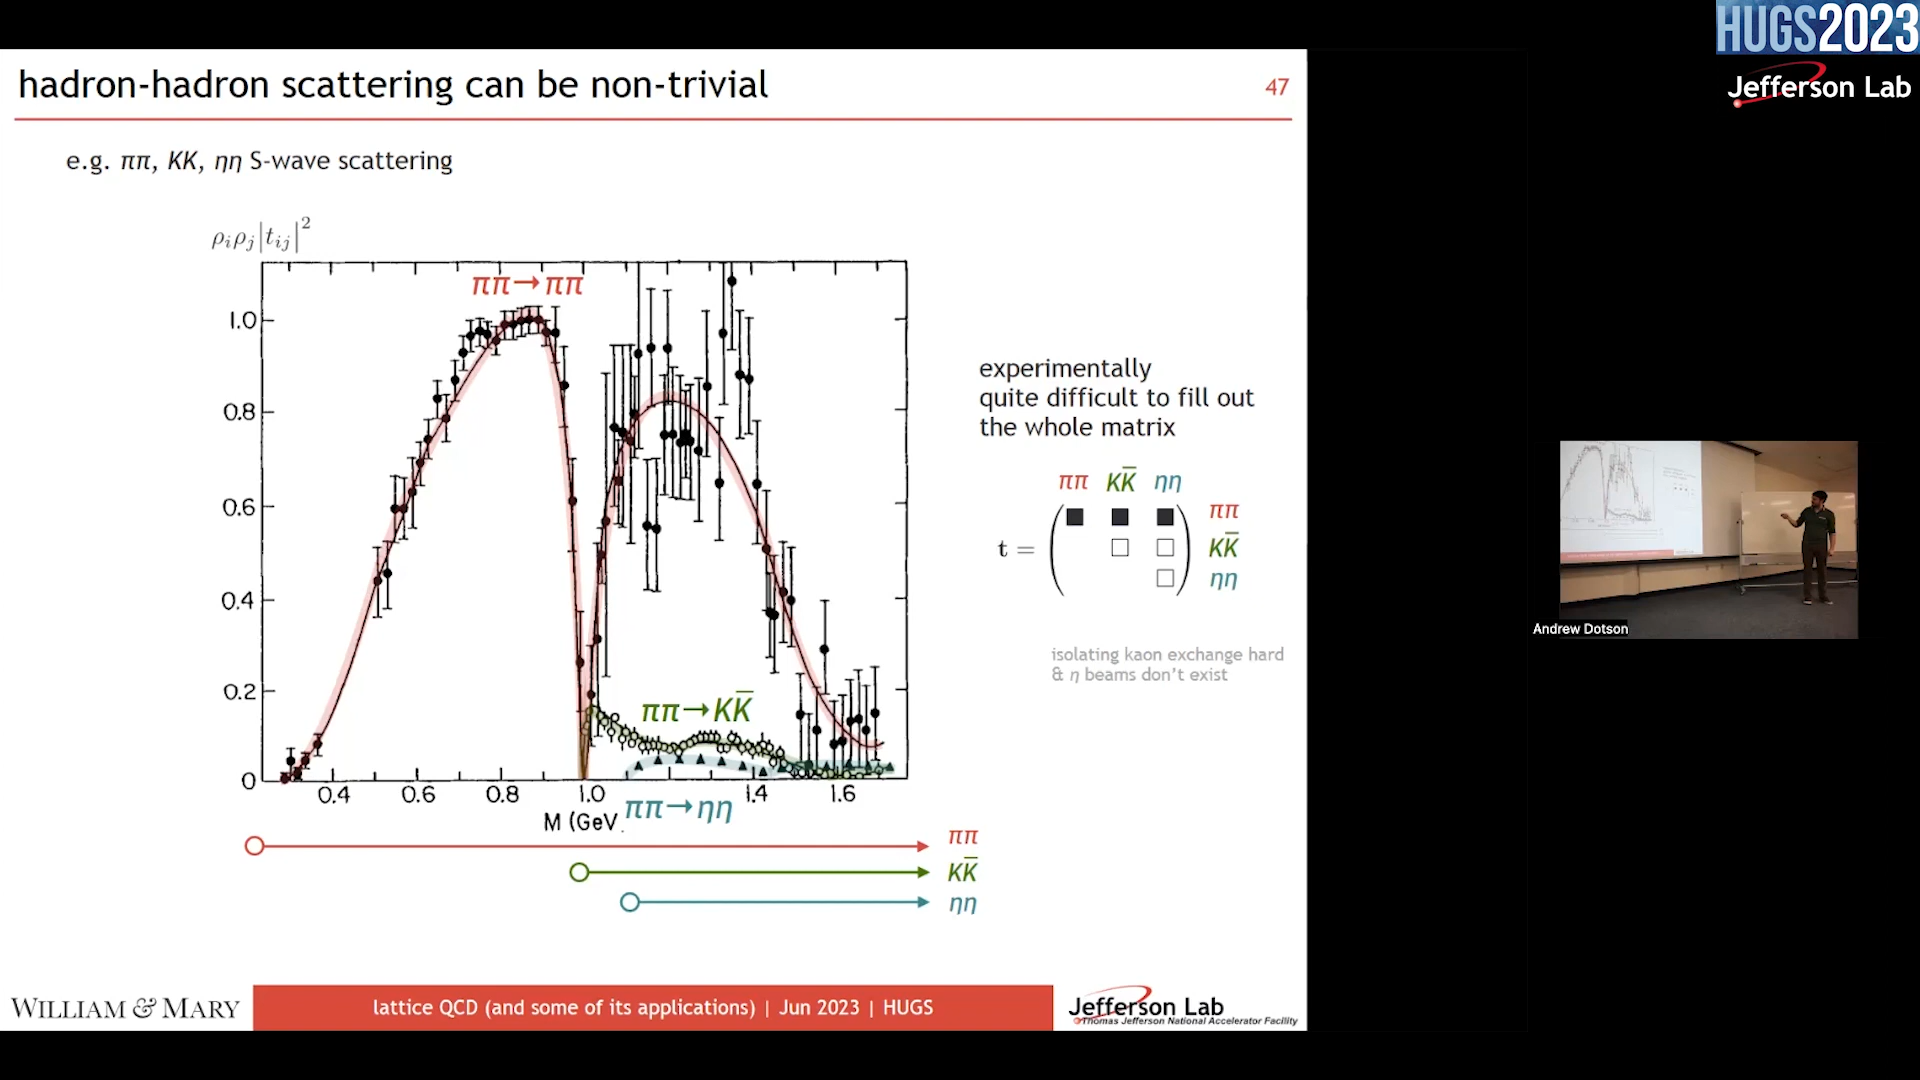 HUGS2023
Jefferson Lab
hadron-hadron scattering can be non-trivial
47
e.g. ππ, KK, ηη S-wave scattering
ρiρj|tij|²
ππ→ππ
1.0
0.8
0.6
0.4
0.2
0
ππ→KK̅
0.4 0.6 0.8 1.0 1.4 1.6
ππ→ηη
M (GeV
ππ
KK̅
ηη
experimentally
quite difficult to fill out
the whole matrix
ππ KK̅ ηη
ππ
t = KK̅
ηη
isolating kaon exchange hard
& η beams don't exist
Andrew Dotson
WILLIAM & MARY
lattice QCD (and some of its applications) | Jun 2023 | HUGS
Jefferson Lab
Thomas Jefferson National Accelerator Facility